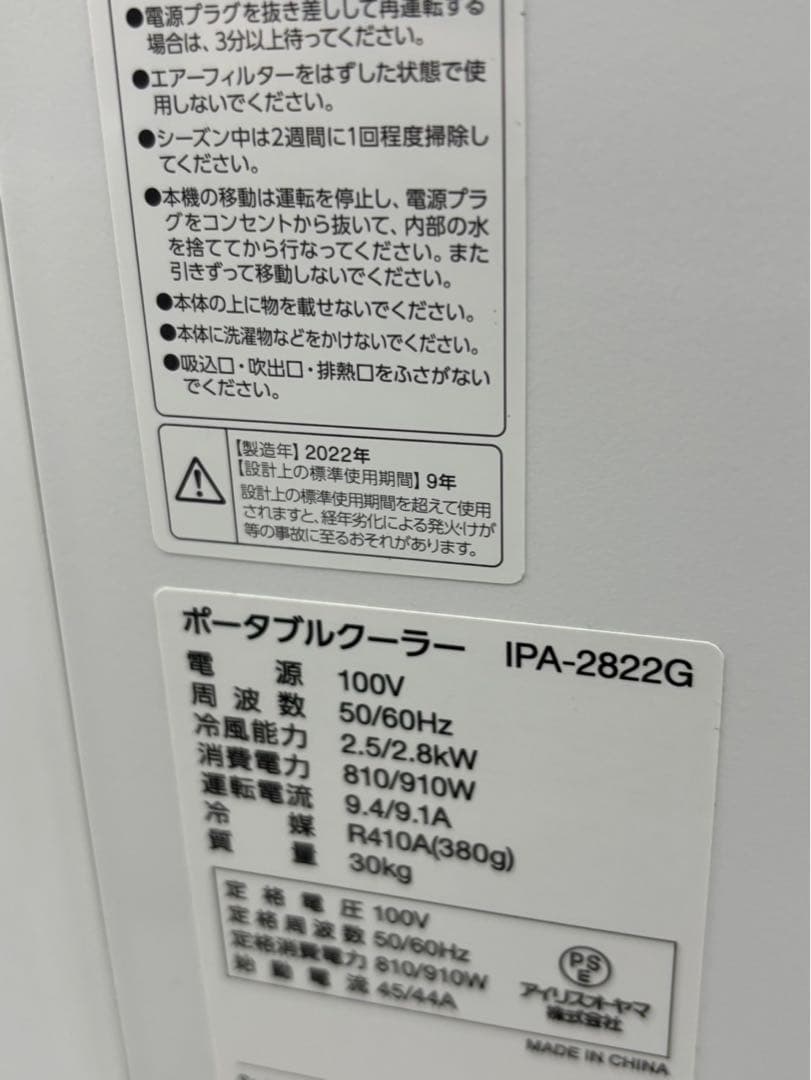 ●電源プラグを抜き差しして再運転する
場合は、3分以上待ってください。
●エアーフィルターをはずした状態で使
用しないでください。
●シーズン中は2週間に1回程度掃除し
てください。
●本機の移動は運転を停止し、電源プラ
グをコンセントから抜いて、内部の水
を捨ててから行なってください。また
引きずって移動しないでください。
●本体の上に物を載せないでください。
●本体に洗濯物などをかけないでください。
●吸込口・吹出口・排熱口をふさがない
でください。
【製造年】2022年
【設計上の標準使用期間】9年
設計上の標準使用期間を超えて使用
されますと、経年劣化による発火・けが
等の事故に至るおそれがあります。
ポータブルクーラー IPA-2822G
電源 100V
周波数 50/60Hz
冷風能力 2.5/2.8kW
消費電力 810/910W
運転電流 9.4/9.1A
冷媒 R410A(380g)
質量 30kg
定格電圧 100V
定格周波数 50/60Hz
定格消費電力 810/910W
始動電流 45/44A
PSE
アイリスオーヤマ
株式会社
MADE IN CHINA